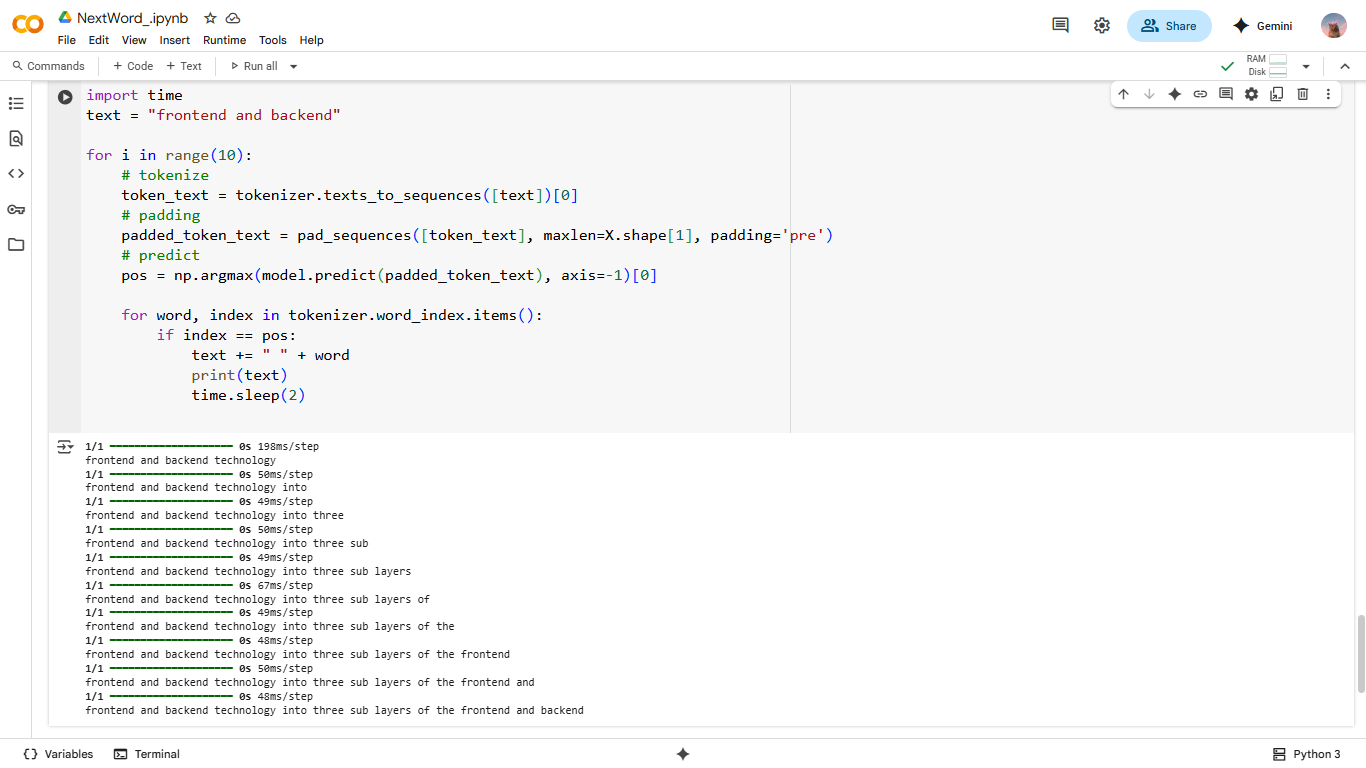 NextWord_.ipynb
File Edit View Insert Runtime Tools Help
Share
Gemini
Commands + Code + Text Run all
RAM
Disk
import time
text = "frontend and backend"
for i in range(10):
# tokenize
token_text = tokenizer.texts_to_sequences([text])[0]
# padding
padded_token_text = pad_sequences([token_text], maxlen=X.shape[1], padding='pre')
# predict
pos = np.argmax(model.predict(padded_token_text), axis=-1)[0]
for word, index in tokenizer.word_index.items():
if index == pos:
text += " " + word
print(text)
time.sleep(2)
1/1 ━━━━━━━━━━━━━━━━━━━━ 0s 198ms/step
frontend and backend technology
1/1 ━━━━━━━━━━━━━━━━━━━━ 0s 50ms/step
frontend and backend technology into
1/1 ━━━━━━━━━━━━━━━━━━━━ 0s 49ms/step
frontend and backend technology into three
1/1 ━━━━━━━━━━━━━━━━━━━━ 0s 50ms/step
frontend and backend technology into three sub
1/1 ━━━━━━━━━━━━━━━━━━━━ 0s 49ms/step
frontend and backend technology into three sub layers
1/1 ━━━━━━━━━━━━━━━━━━━━ 0s 67ms/step
frontend and backend technology into three sub layers of
1/1 ━━━━━━━━━━━━━━━━━━━━ 0s 49ms/step
frontend and backend technology into three sub layers of the
1/1 ━━━━━━━━━━━━━━━━━━━━ 0s 48ms/step
frontend and backend technology into three sub layers of the frontend
1/1 ━━━━━━━━━━━━━━━━━━━━ 0s 50ms/step
frontend and backend technology into three sub layers of the frontend and
1/1 ━━━━━━━━━━━━━━━━━━━━ 0s 48ms/step
frontend and backend technology into three sub layers of the frontend and backend
Variables Terminal Python 3